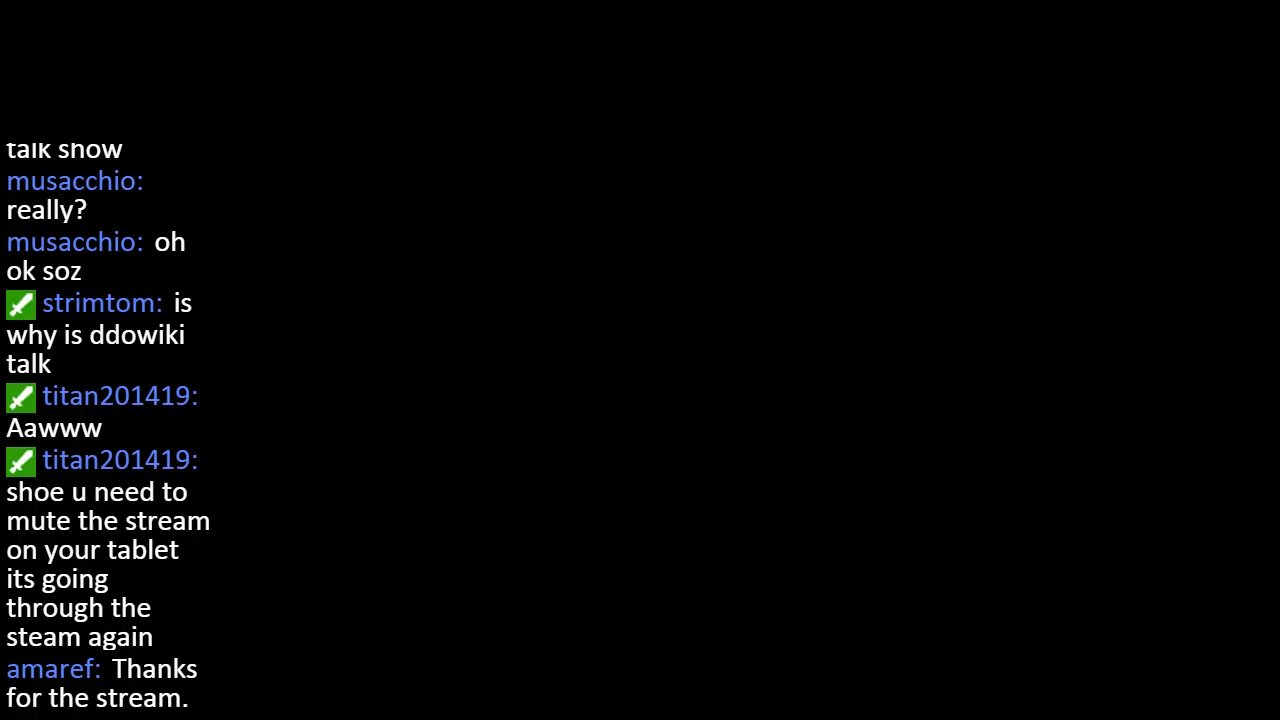 talk show
musacchio:
really?
musacchio: oh
ok soz
strimtom: is
why is ddowiki
talk
titan201419:
Aawww
titan201419:
shoe u need to
mute the stream
on your tablet
its going
through the
steam again
amaref: Thanks
for the stream.